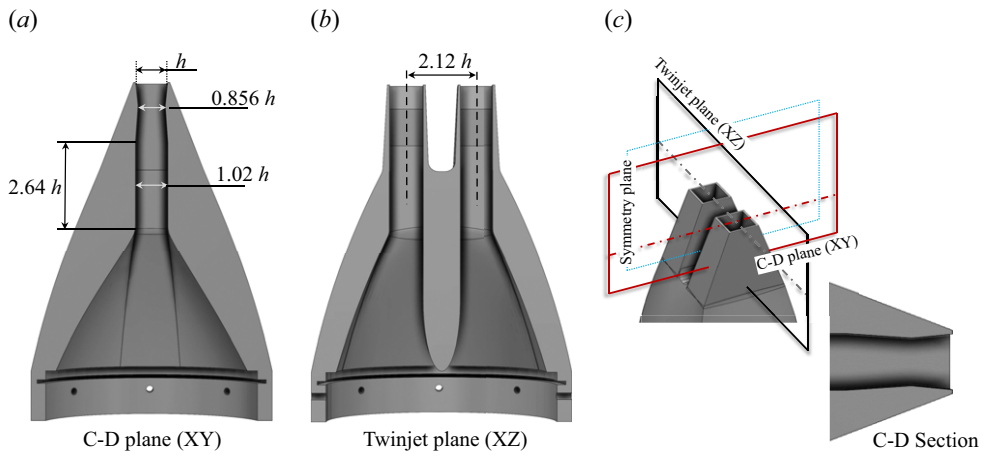 (a)
h
0.856 h
2.64 h
1.02 h
C-D plane (XY)
(b)
2.12 h
Twinjet plane (XZ)
(c)
Twinjet plane (XZ)
Symmetry plane
C-D plane (XY)
C-D Section